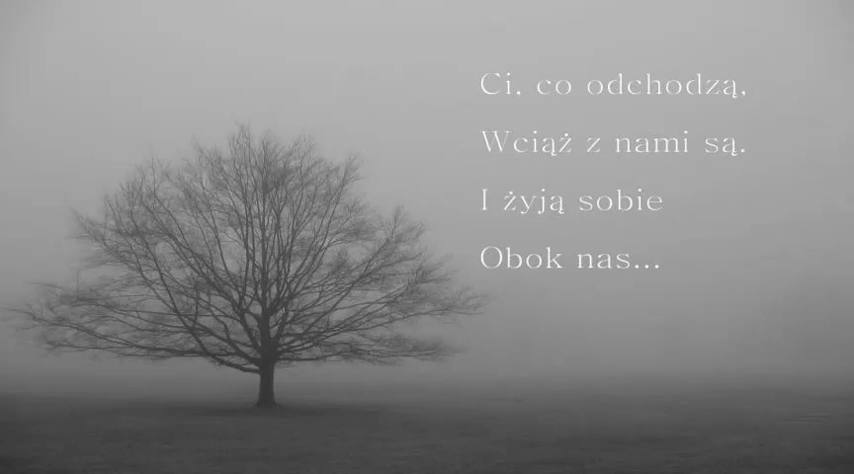 Ci, co odchodzą,
Wciąż z nami są.
I żyją sobie
Obok nas...